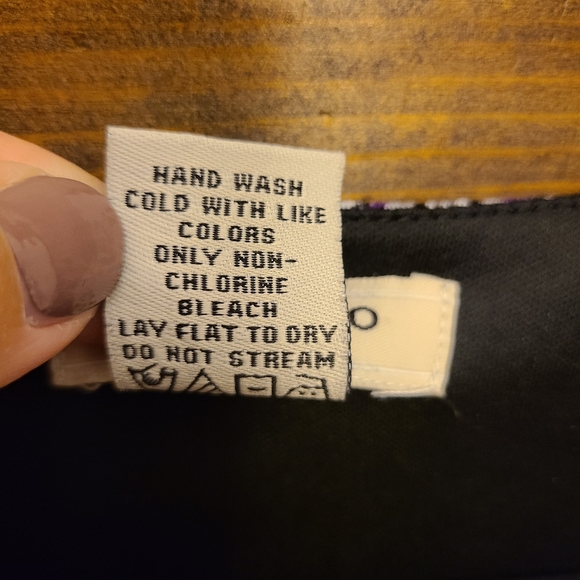 HAND WASH
COLD WITH LIKE
COLORS
ONLY NON-
CHLORINE
BLEACH
LAY FLAT TO DRY
DO NOT STREAM
O